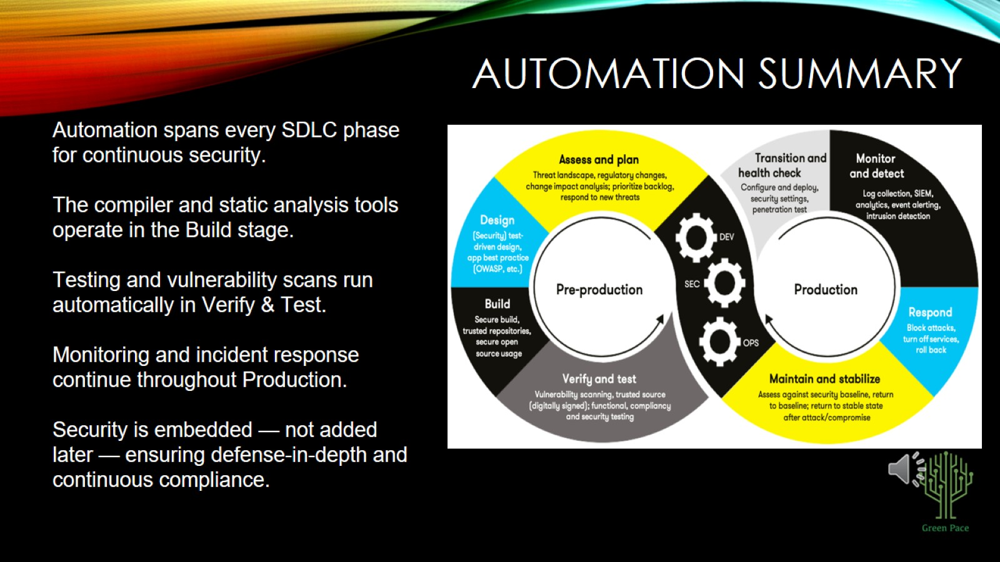 AUTOMATION SUMMARY
Automation spans every SDLC phase
for continuous security.
The compiler and static analysis tools
operate in the Build stage.
Testing and vulnerability scans run
automatically in Verify & Test.
Monitoring and incident response
continue throughout Production.
Security is embedded — not added
later — ensuring defense-in-depth and
continuous compliance.
Assess and plan
Threat landscape, regulatory changes,
change impact analysis; prioritize backlog,
respond to new threats
Design
(Security) test-
driven design,
app best practice
(OWASP, etc.)
Build
Secure build,
trusted repositories,
secure open
source usage
Verify and test
Vulnerability scanning, trusted source
(digitally signed); functional, compliancy
and security testing
Pre-production
DEV
SEC
OPS
Transition and
health check
Configure and deploy,
security settings,
penetration test
Monitor
and detect
Log collection, SIEM,
analytics, event alerting,
intrusion detection
Production
Respond
Block attacks,
turn off services,
roll back
Maintain and stabilize
Assess against security baseline, return
to baseline; return to stable state
after attack/compromise
Green Pace